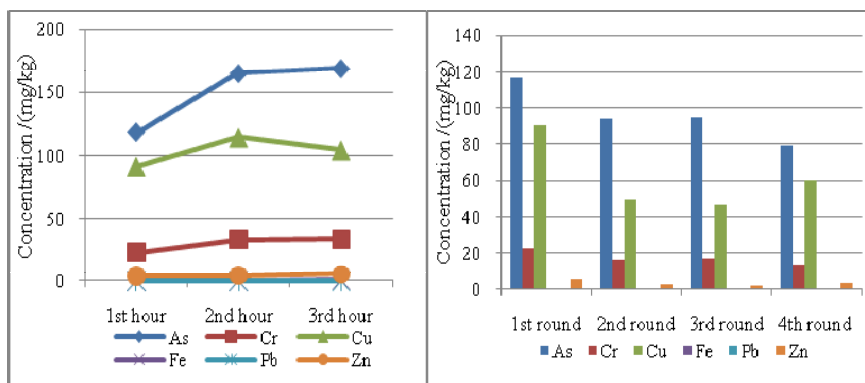 Concentration /(mg/kg)
200
150
100
50
0
1st hour 2nd hour 3rd hour
As Cr Cu
Fe Pb Zn
Concentration /(mg/kg)
140
120
100
80
60
40
20
0
1st round 2nd round 3rd round 4th round
As Cr Cu Fe Pb Zn